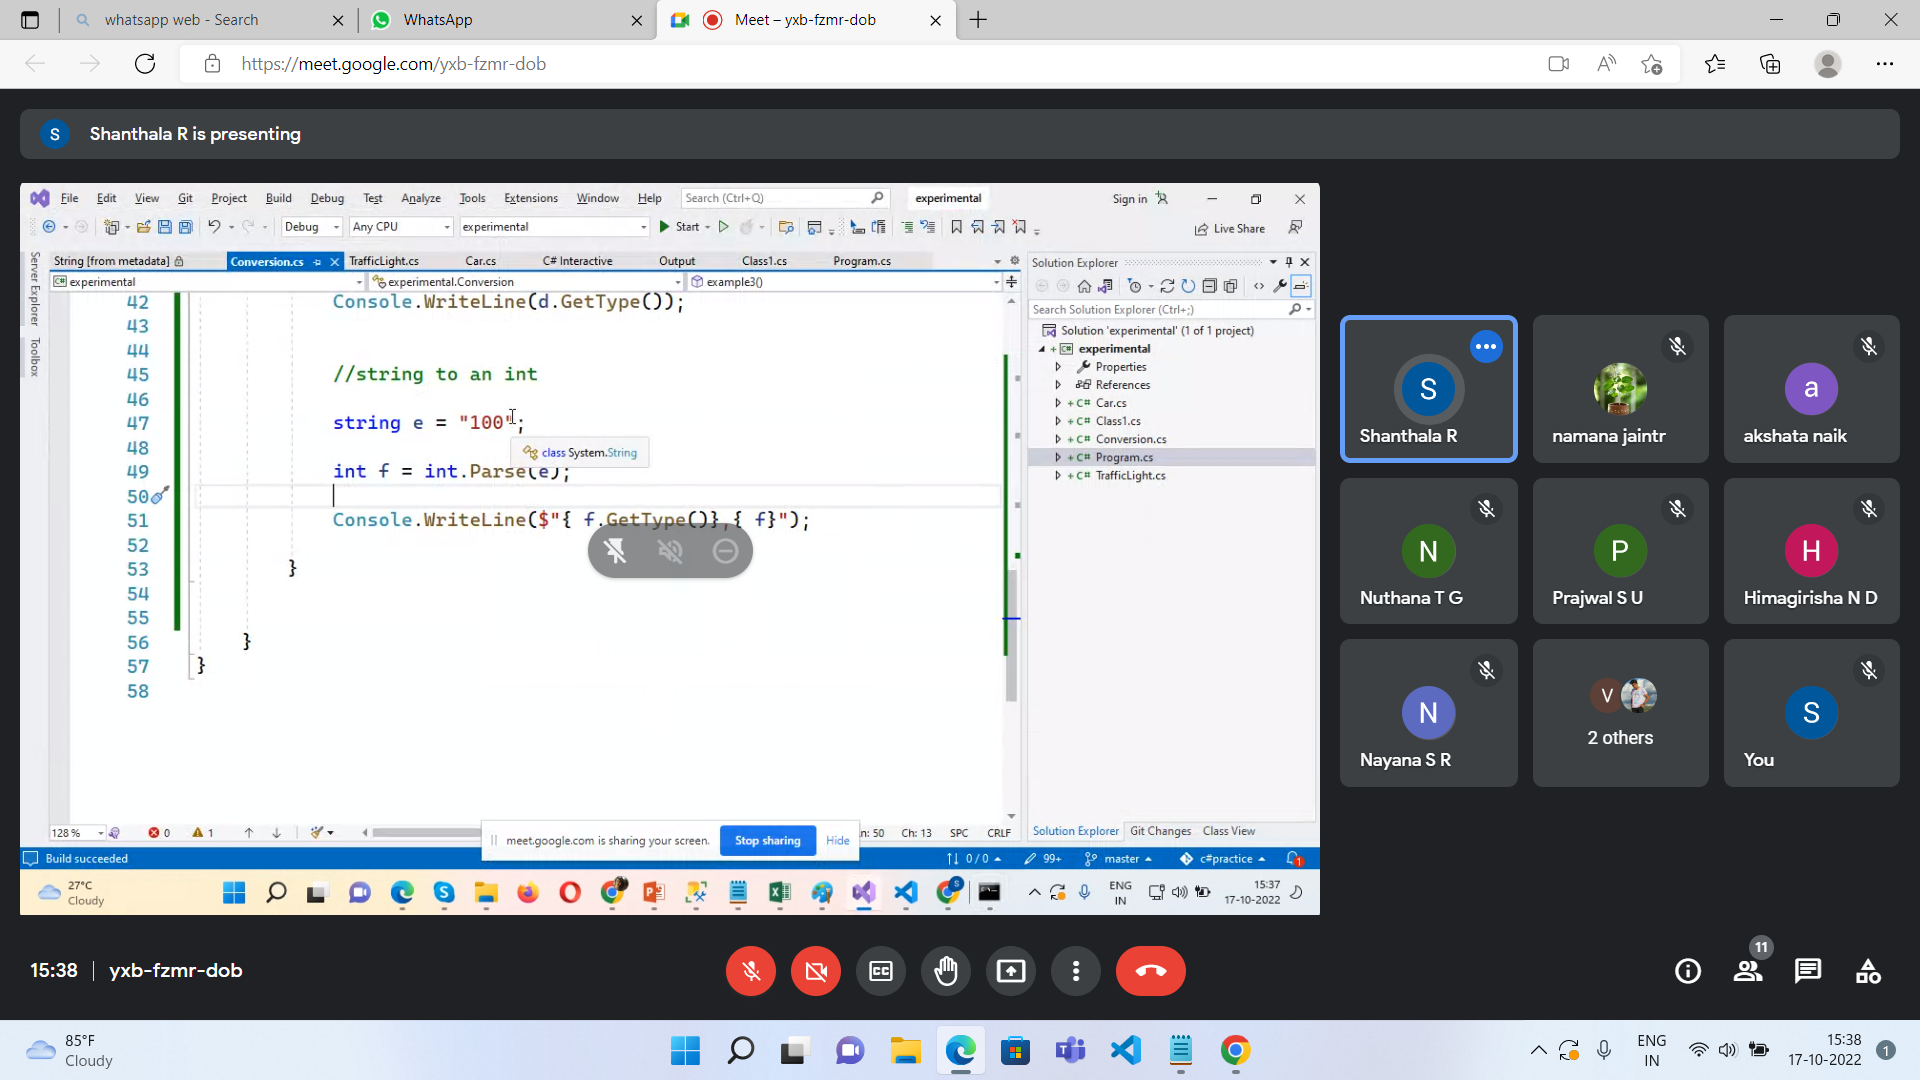 whatsapp web - Search
WhatsApp
Meet – yxb-fzmr-dob
https://meet.google.com/yxb-fzmr-dob
S
Shanthala R is presenting
File Edit View Git Project Build Debug Test Analyze Tools Extensions Window Help
Search (Ctrl+Q)
experimental
Sign in
Debug
Any CPU
experimental
Start
Live Share
Server Explorer
Toolbox
String [from metadata]
Conversion.cs
TrafficLight.cs
Car.cs
C# Interactive
Output
Class1.cs
Program.cs
experimental
experimental.Conversion
example3()
42 Console.WriteLine(d.GetType());
43
44
45 //string to an int
46
47 string e = "100";
48
class System.String
49 int f = int.Parse(e);
50
51 Console.WriteLine($"{ f.GetType()},{ f}");
52
53 }
54
55
56 }
57 }
58
128 %
0
1
Ln: 50 Ch: 13 SPC CRLF
meet.google.com is sharing your screen.
Stop sharing
Hide
Solution Explorer
Search Solution Explorer (Ctrl+;)
Solution 'experimental' (1 of 1 project)
experimental
Properties
References
C# Car.cs
C# Class1.cs
C# Conversion.cs
C# Program.cs
C# TrafficLight.cs
Solution Explorer Git Changes Class View
Build succeeded
0 / 0
99+
master
c#practice
1
27°C
Cloudy
ENG
IN
15:37
17-10-2022
S
Shanthala R
namana jaintr
a
akshata naik
N
Nuthana T G
P
Prajwal S U
H
Himagirisha N D
N
Nayana S R
V
2 others
S
You
15:38 | yxb-fzmr-dob
CC
11
85°F
Cloudy
ENG
IN
15:38
17-10-2022
1